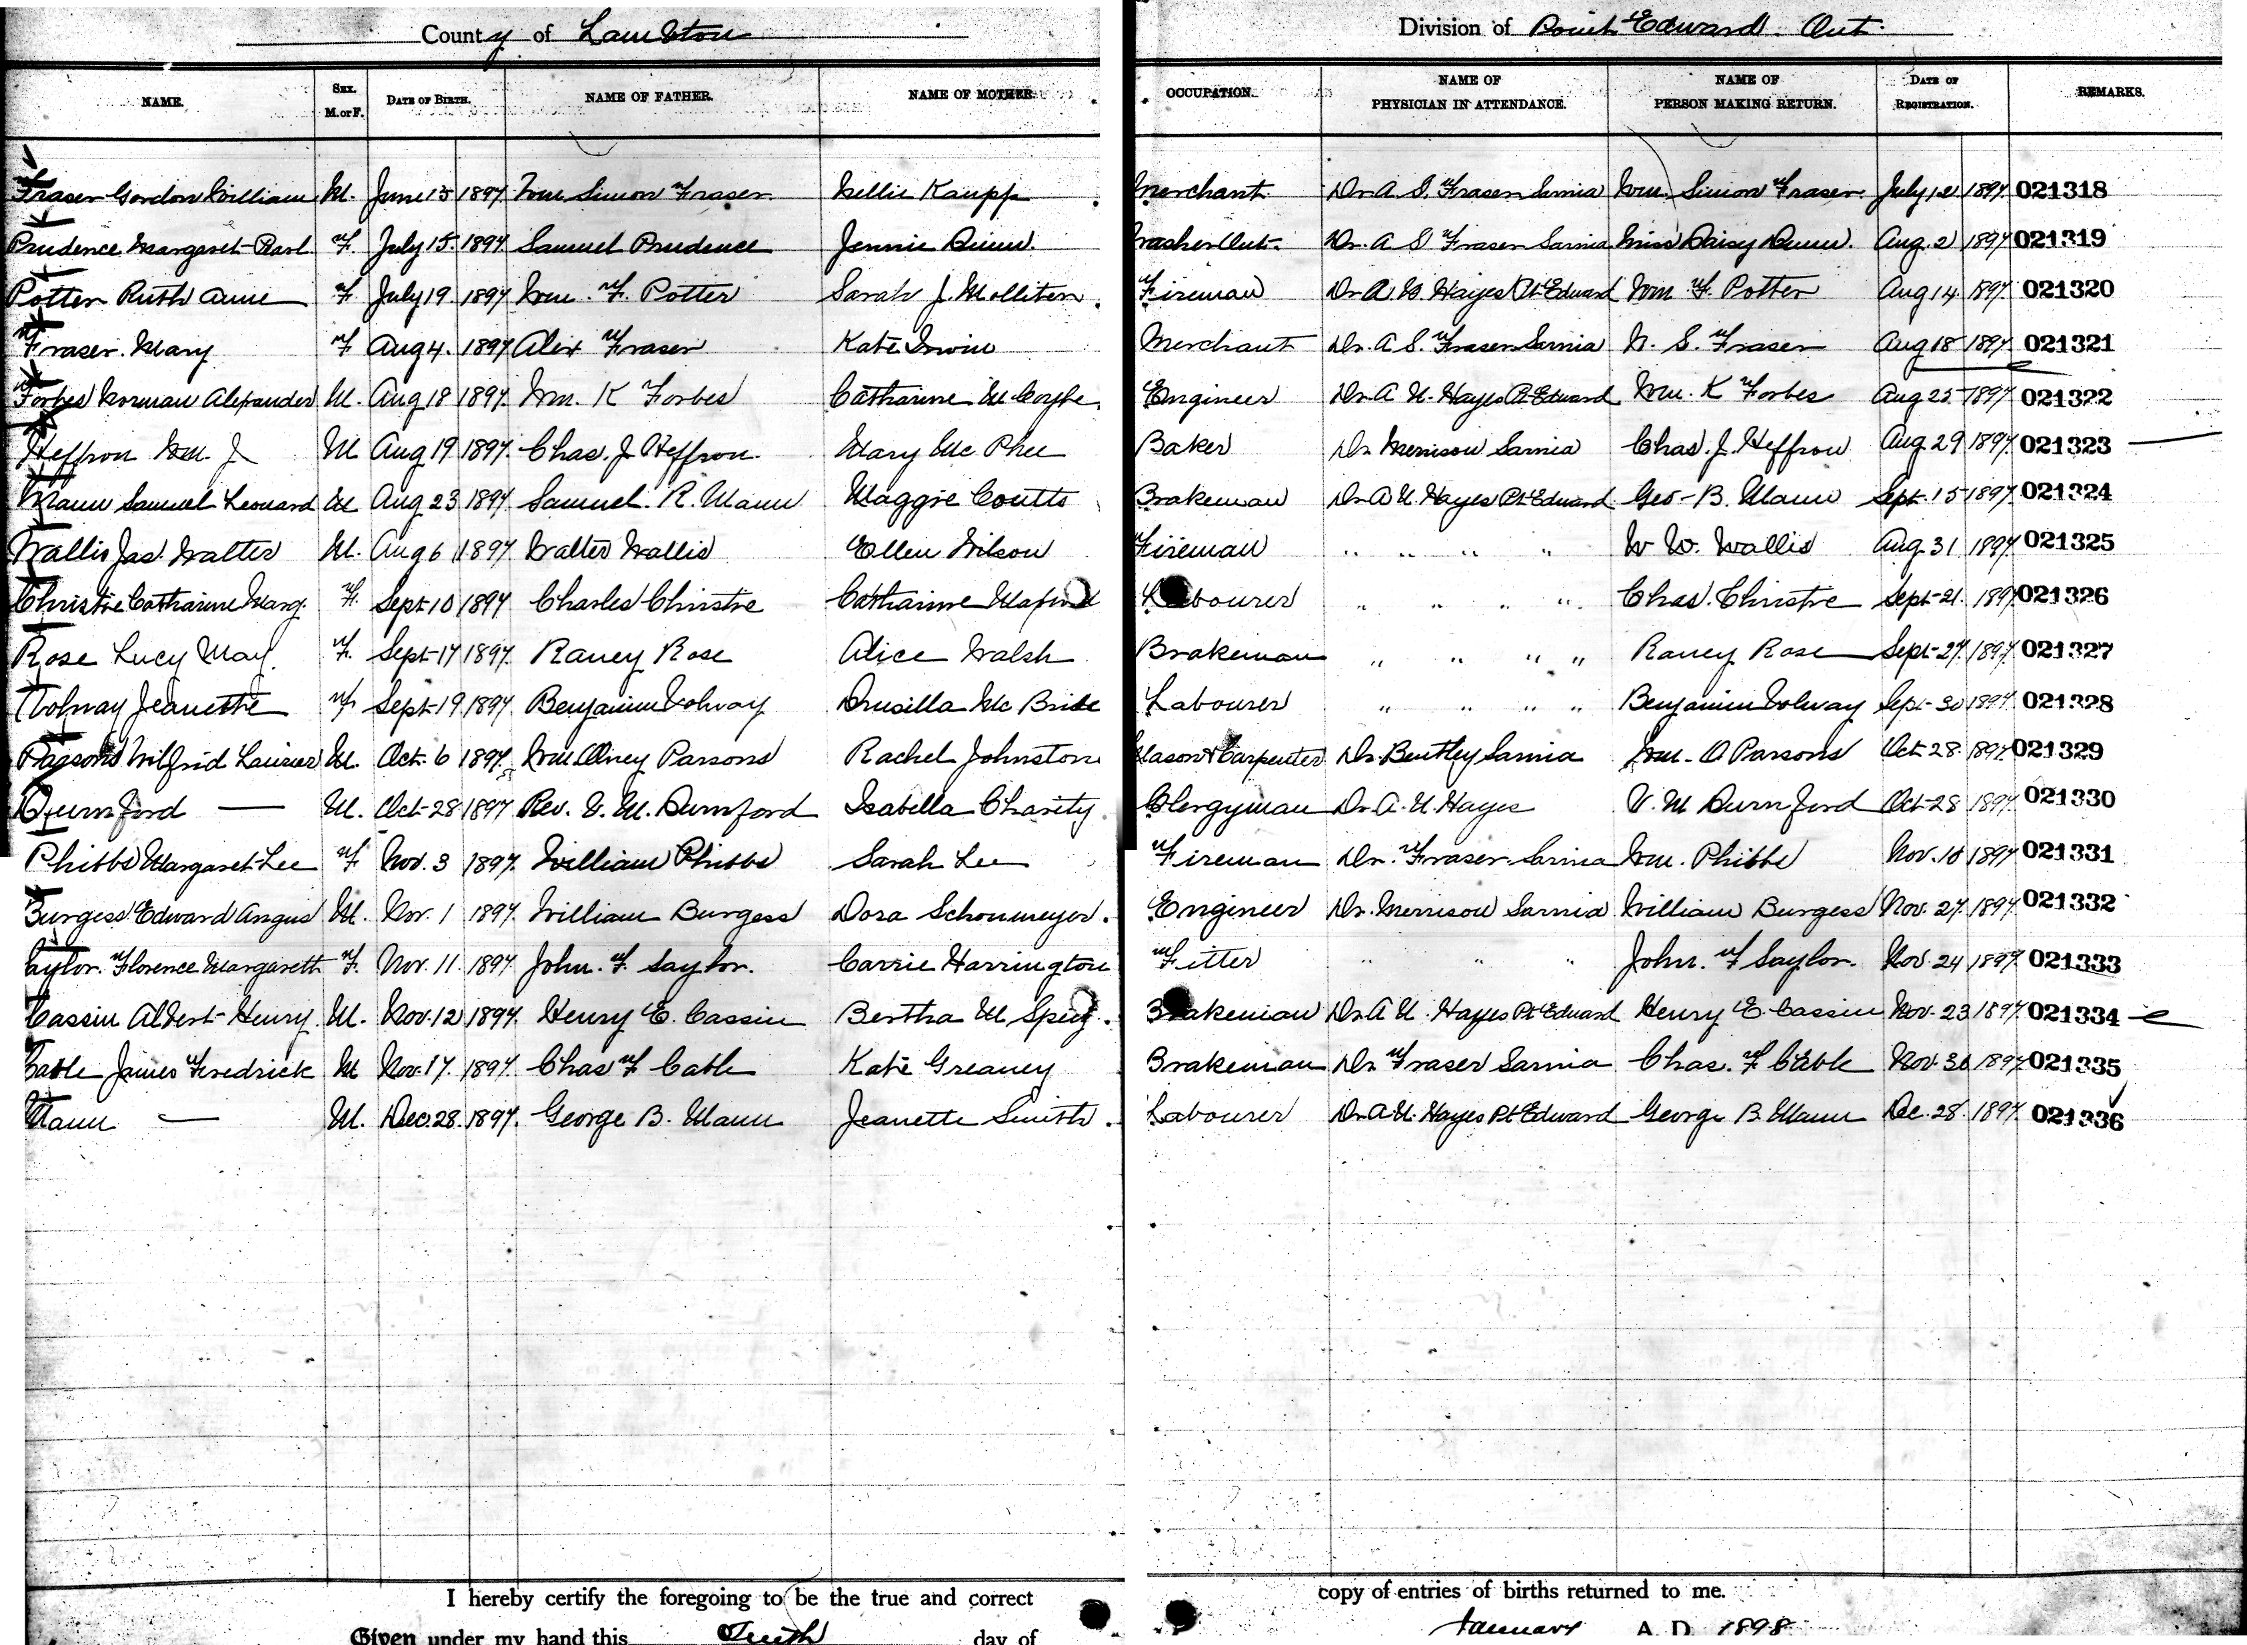 County of Lambton Division of Point Edward. Ont.
NAME. SEX. M. or F. DATE OF BIRTH. NAME OF FATHER. NAME OF MOTHER. OCCUPATION. NAME OF PHYSICIAN IN ATTENDANCE. NAME OF PERSON MAKING RETURN. DATE OF REGISTRATION. REMARKS.
Fraser Gordon William M. June 15 1897 Wm. Simon Fraser Nellie Kaupp Merchant Dr. A. S. Fraser Sarnia Wm. Simon Fraser. July 12 1897. 021318
Prudence Margaret Pearl F. July 15. 1897. Samuel Prudence Jennie Dunn. Dr. A S Fraser Sarnia Miss Daisy Dunn. Aug. 2 1897 021319
Potter Ruth Anne F July 19 1897 Wm. F. Potter Sarah J Molliten Fireman Dr. A Hayes Pt Edward Wm F. Potter Aug 14 1897. 021320
Fraser. Mary F Aug 4. 1897 Alex Fraser Kate Irwin Merchant Dr. A S. Fraser Sarnia S. Fraser Aug 18 1897. 021321
Forbes Norman Alexander M. Aug 18 1897. Wm. K Forbes Catharine Engineer Dr. A U. Hayes Pt Edward Wm. K Forbes Aug 25 1897. 021322
Heffron Wm. J M Aug 19 1897. Chas. J Heffron. Mary Mc Phee Baker Dr. Merrison Sarnia Chas. J. Heffron Aug. 29 1897. 021323
Mann Samuel Leonard M Aug 23 1897. Samuel. R. Mann Maggie Coutts Brakeman Dr A U Hayes Pt Edward Geo- B. Mann Sept. 15 1897. 021324
Wallis Jas. Walter M. Aug 6 1897. Walter Wallis Ellen Wilson Fireman " " " " W W. Wallis Aug 31 1897. 021325
Christie Catharine Marg. F. Sept 10 1897 Charles Christie Catharine Labourer " " " " Chas. Christie Sept 21. 1897 021326
Rose Lucy May. F. Sept 17 1897. Raney Rose Alice Walsh Brakeman " " " " Raney Rose Sept 27. 1897. 021327
Volway Jeanette F Sept 19 1897. Benjamin Volway Drusilla Mc Bride Labourer " " " " Benjamin Volway Sept 30 1897. 021328
Parsons Wilfrid Laurier M. Oct. 6 1897. Wm Olney Parsons Rachel Johnston Mason & Carpenter Dr. Bentley Sarnia Wm. O Parsons Oct 28. 1897. 021329
Durnford — M. Oct 28 1897 Rev. V. M. Durnford Isabella Charity Clergyman Dr. A. U. Hayes V. M Durnford Oct 28 1897. 021330
Phibbs Margaret Lee F Nov. 3 1897. William Phibbs Sarah Lee Fireman Dr. Fraser Sarnia Wm. Phibbs Nov. 10 1897 021331
Burgess Edward Angus M. Nov. 1 1897. William Burgess Dora Schonmeyer. Engineer Dr. Merrison Sarnia William Burgess Nov. 27. 1897. 021332
Saylor. Florence Margareth F. Nov. 11. 1897. John. F. Saylor. Carrie Harrington Fitter " " " John. F Saylor. Nov. 24 1897. 021333
Cassin Albert Henry. M. Nov. 12 1897. Henry E. Cassin Bertha M Brakeman Dr. A U. Hayes Pt Edward Henry E Cassin Nov. 23 1897. 021334
Cable James Fredrick M Nov. 17. 1897. Chas F Cable Kate Greaney Brakeman Dr. Fraser Sarnia Chas. F Cable Nov. 30 1897 021335
Mann — M. Dec. 28. 1897. George B. Mann Jeanette Smith. Labourer Dr. A U. Hayes Pt Edward George B. Mann Dec. 28. 1897. 021336
I hereby certify the foregoing to be the true and correct copy of entries of births returned to me.
Given under my hand this Tenth day of January A. D. 1898